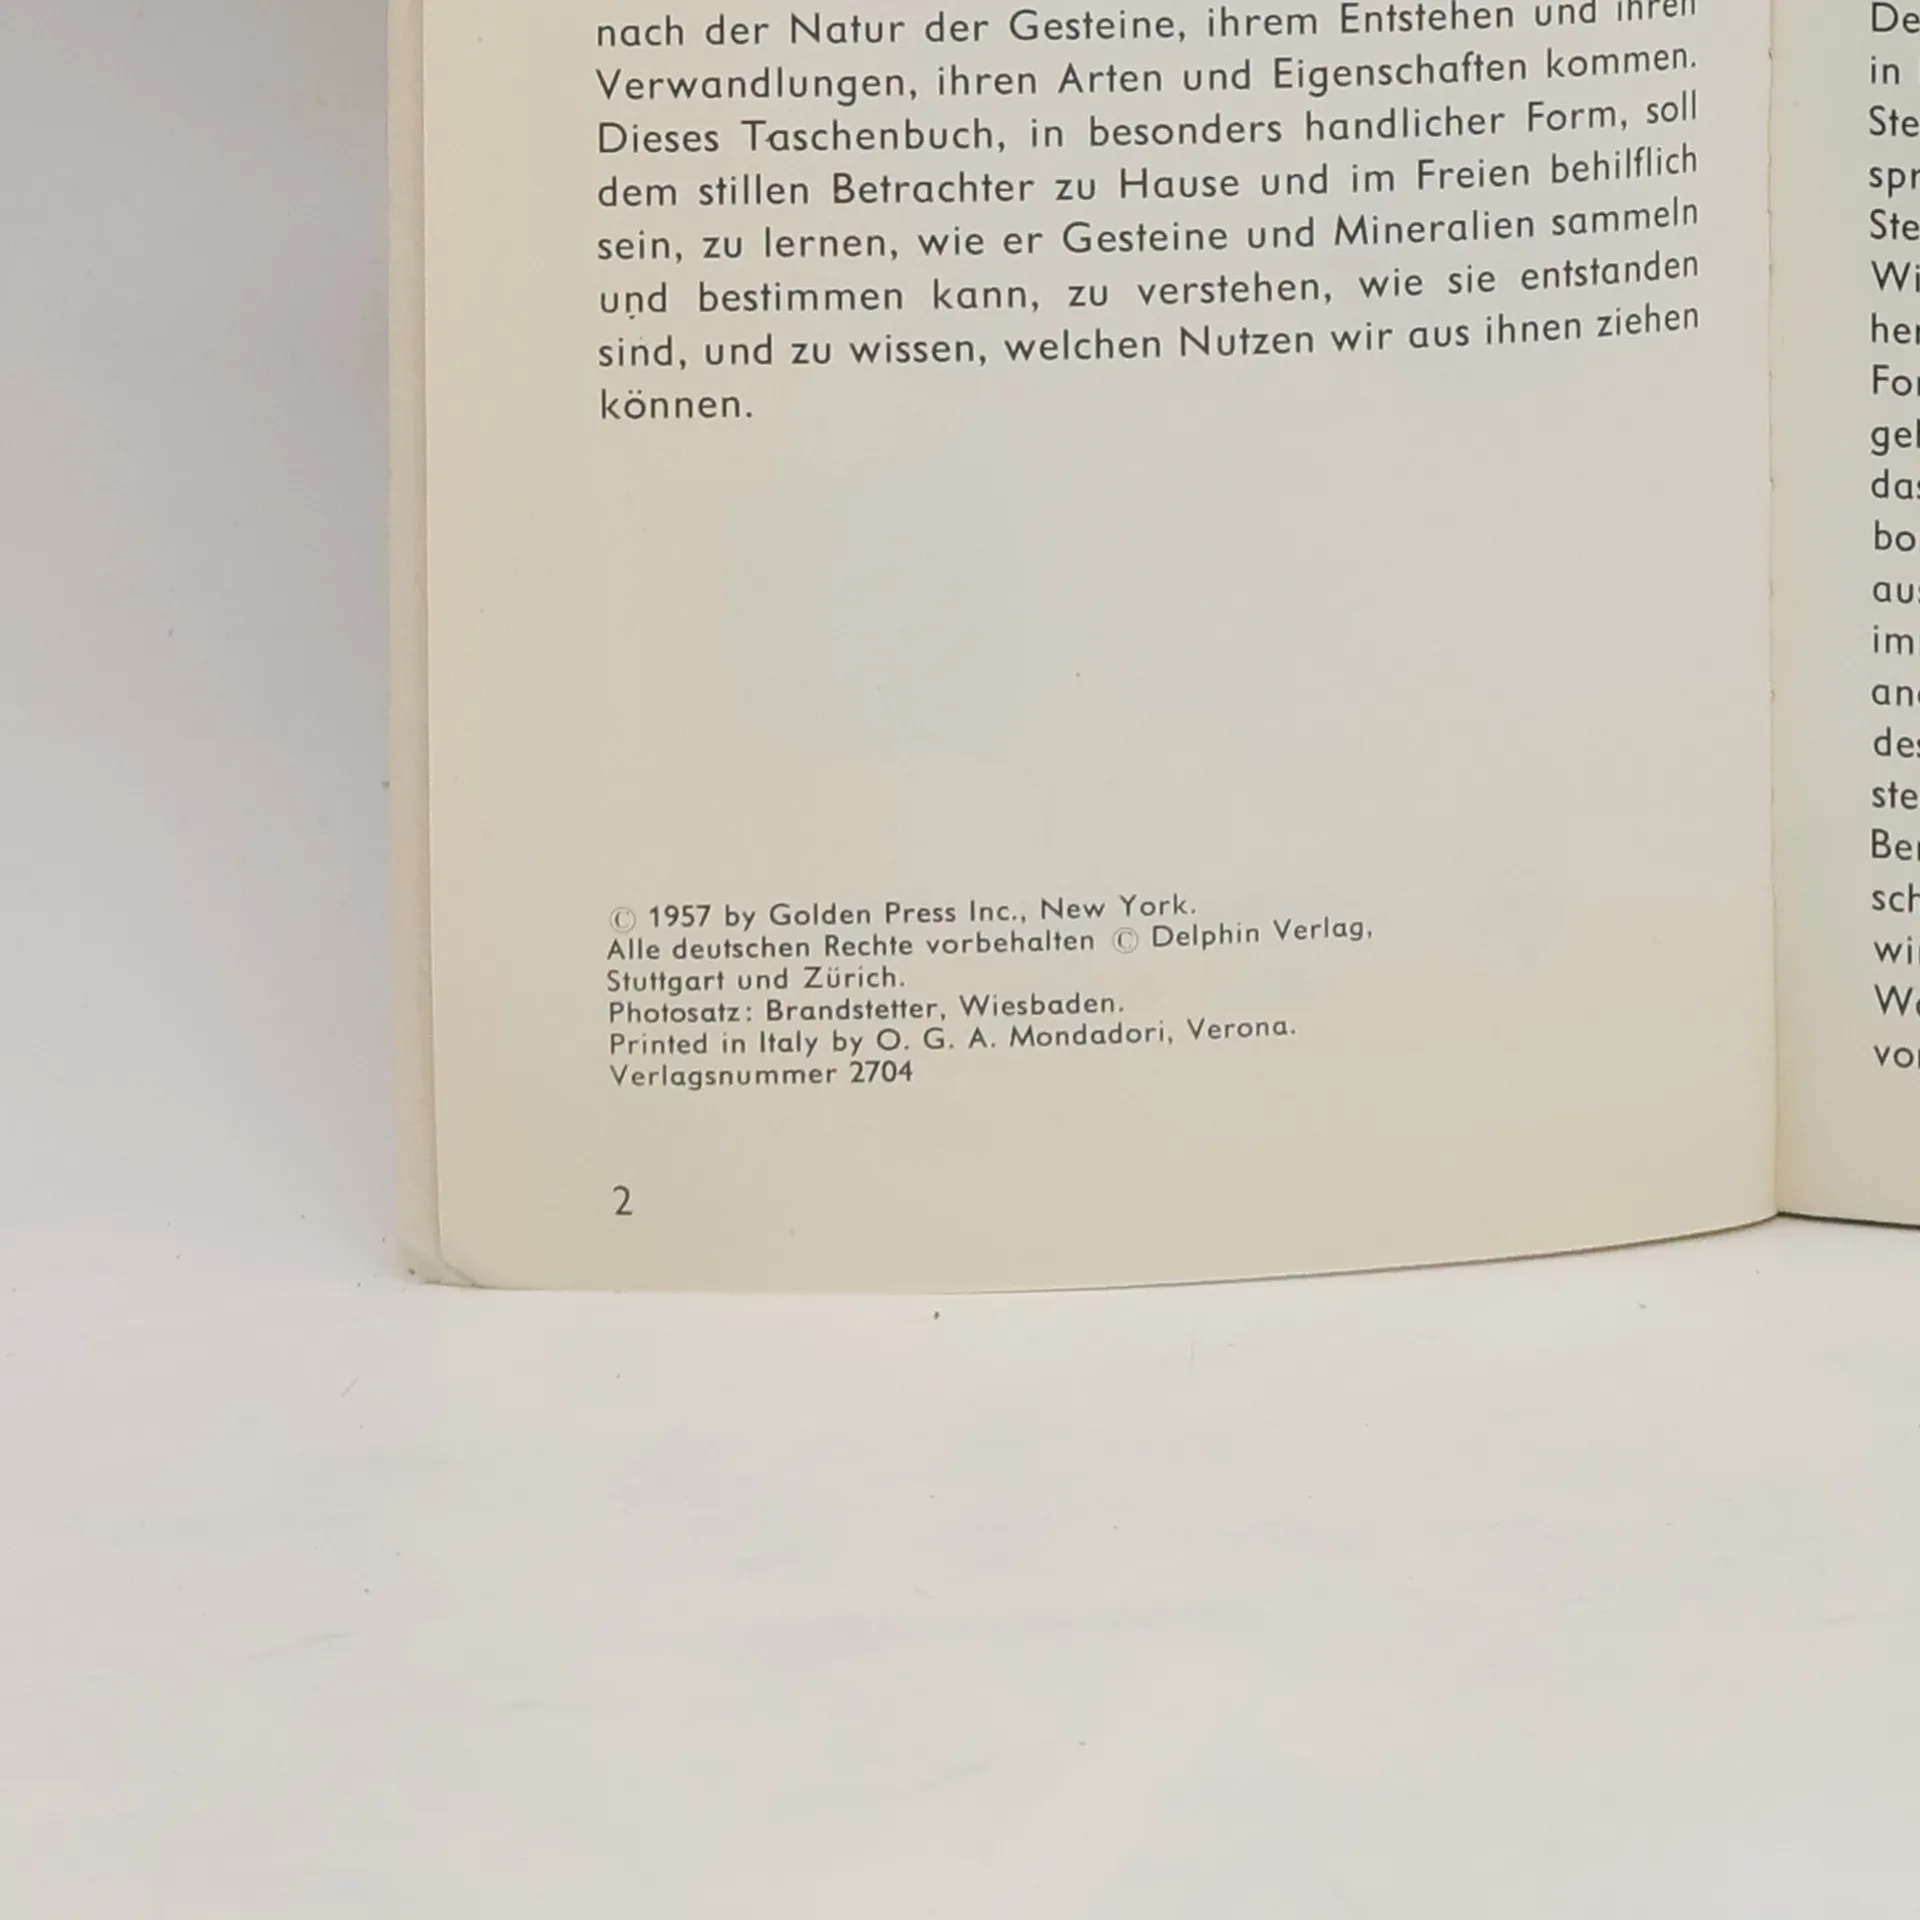 nach der Natur der Gesteine, ihrem Entstehen und ihren
Verwandlungen, ihren Arten und Eigenschaften kommen.
Dieses Taschenbuch, in besonders handlicher Form, soll
dem stillen Betrachter zu Hause und im Freien behilflich
sein, zu lernen, wie er Gesteine und Mineralien sammeln
und bestimmen kann, zu verstehen, wie sie entstanden
sind, und zu wissen, welchen Nutzen wir aus ihnen ziehen
können.
© 1957 by Golden Press Inc., New York.
Alle deutschen Rechte vorbehalten © Delphin Verlag,
Stuttgart und Zürich.
Photosatz: Brandstetter, Wiesbaden.
Printed in Italy by O. G. A. Mondadori, Verona.
Verlagsnummer 2704
2
in